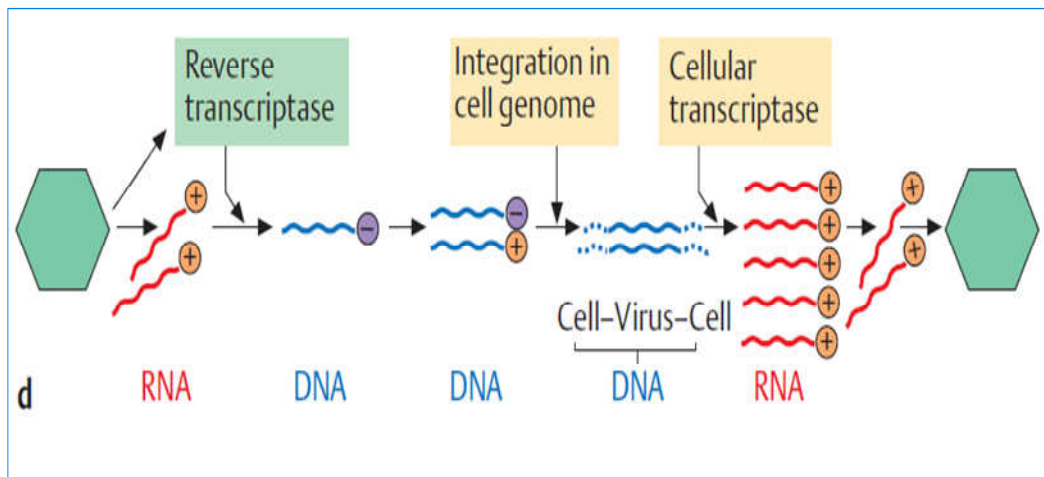 Reverse
transcriptase
Integration in
cell genome
Cellular
transcriptase
+
+
−
−
+
+
+
+
+
+
+
+
Cell–Virus–Cell
d
RNA
DNA
DNA
DNA
RNA